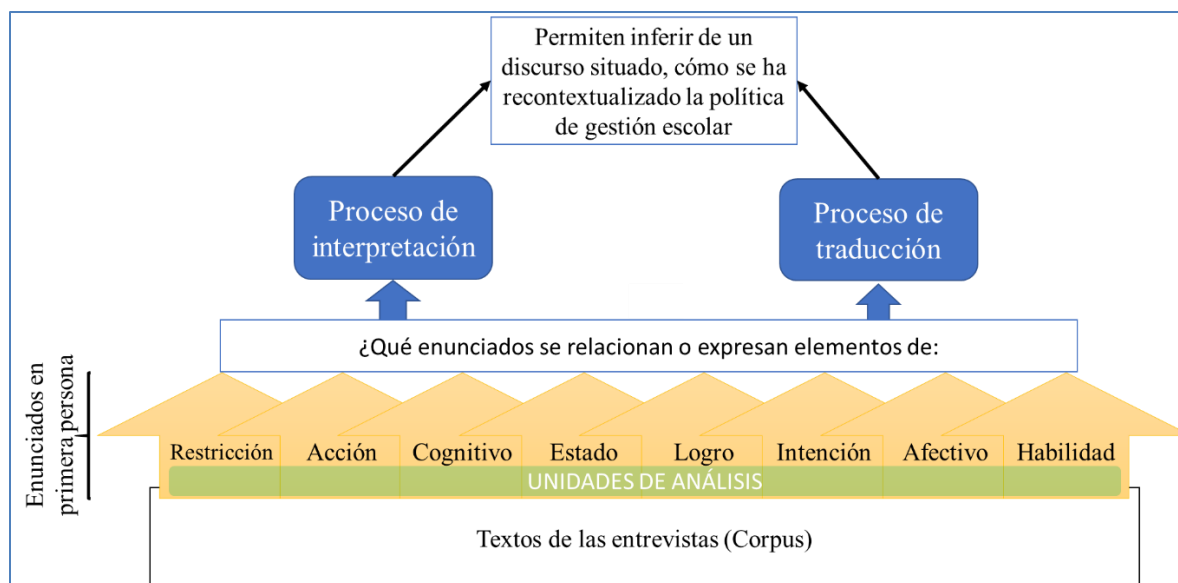 Permiten inferir de un
discurso situado, cómo se ha
recontextualizado la política
de gestión escolar
Proceso de
interpretación
Proceso de
traducción
¿Qué enunciados se relacionan o expresan elementos de:
Enunciados en
primera persona
Restricción
Acción
Cognitivo
Estado
Logro
Intención
Afectivo
Habilidad
UNIDADES DE ANÁLISIS
Textos de las entrevistas (Corpus)